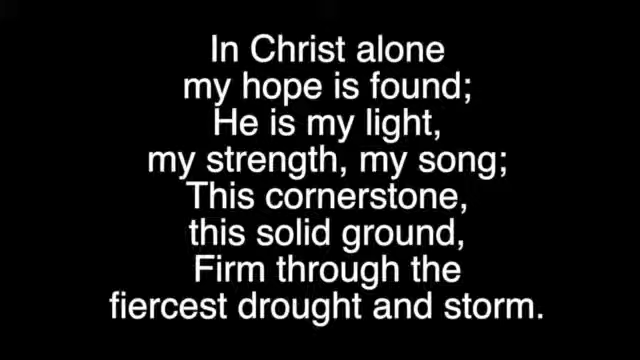 In Christ alone
my hope is found;
He is my light,
my strength, my song;
This cornerstone,
this solid ground,
Firm through the
fiercest drought and storm.